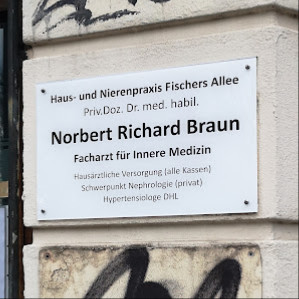 Haus- und Nierenpraxis Fischers Allee
Priv.Doz. Dr. med. habil.
Norbert Richard Braun
Facharzt für Innere Medizin
Hausärztliche Versorgung (alle Kassen)
Schwerpunkt Nephrologie (privat)
Hypertensiologe DHL